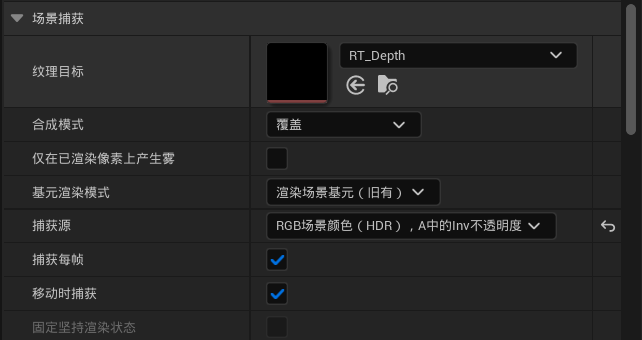 场景捕获
纹理目标
RT_Depth
合成模式
覆盖
仅在已渲染像素上产生雾
基元渲染模式
渲染场景基元（旧有）
捕获源
RGB场景颜色（HDR），A中的Inv不透明度
捕获每帧
移动时捕获
固定坚持渲染状态